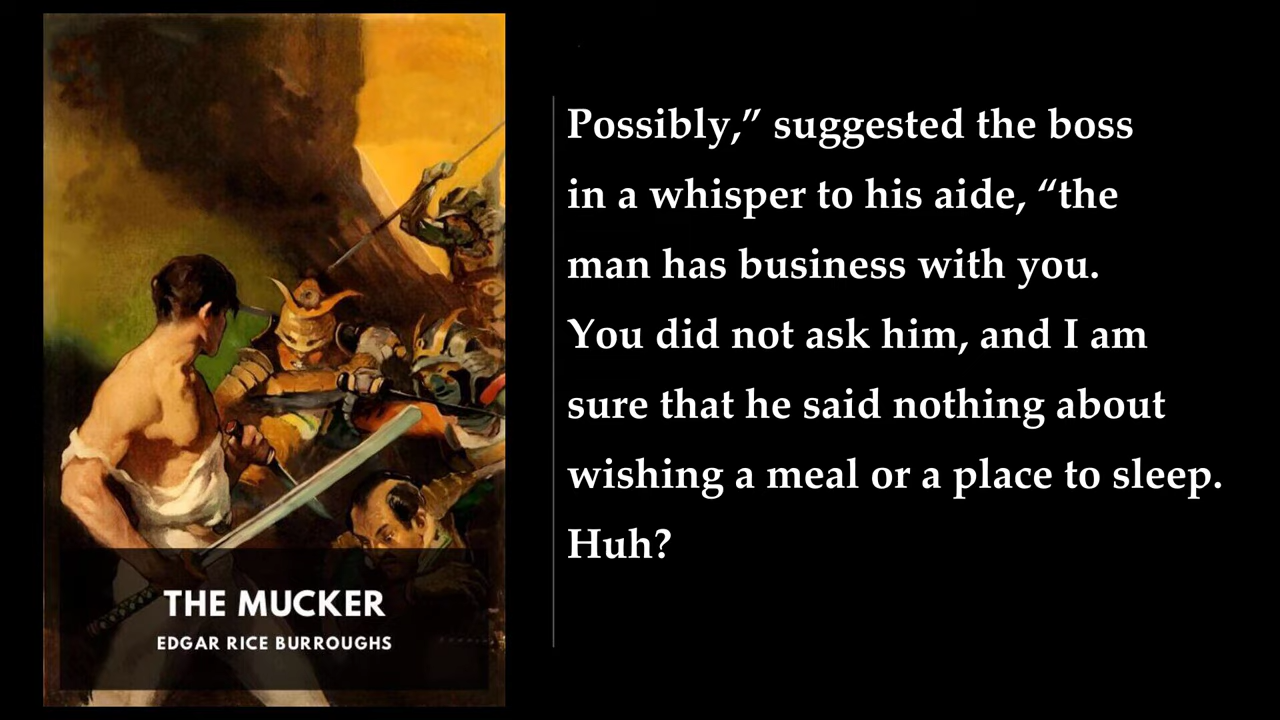 THE MUCKER
EDGAR RICE BURROUGHS
Possibly,” suggested the boss
in a whisper to his aide, “the
man has business with you.
You did not ask him, and I am
sure that he said nothing about
wishing a meal or a place to sleep.
Huh?